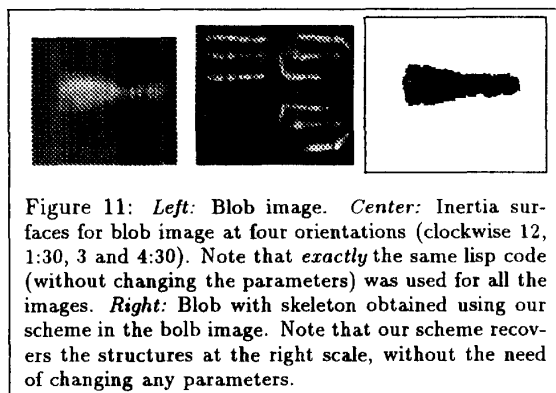 Figure 11: Left: Blob image. Center: Inertia sur-
faces for blob image at four orientations (clockwise 12,
1:30, 3 and 4:30). Note that exactly the same lisp code
(without changing the parameters) was used for all the
images. Right: Blob with skeleton obtained using our
scheme in the bolb image. Note that our scheme recov-
ers the structures at the right scale, without the need
of changing any parameters.